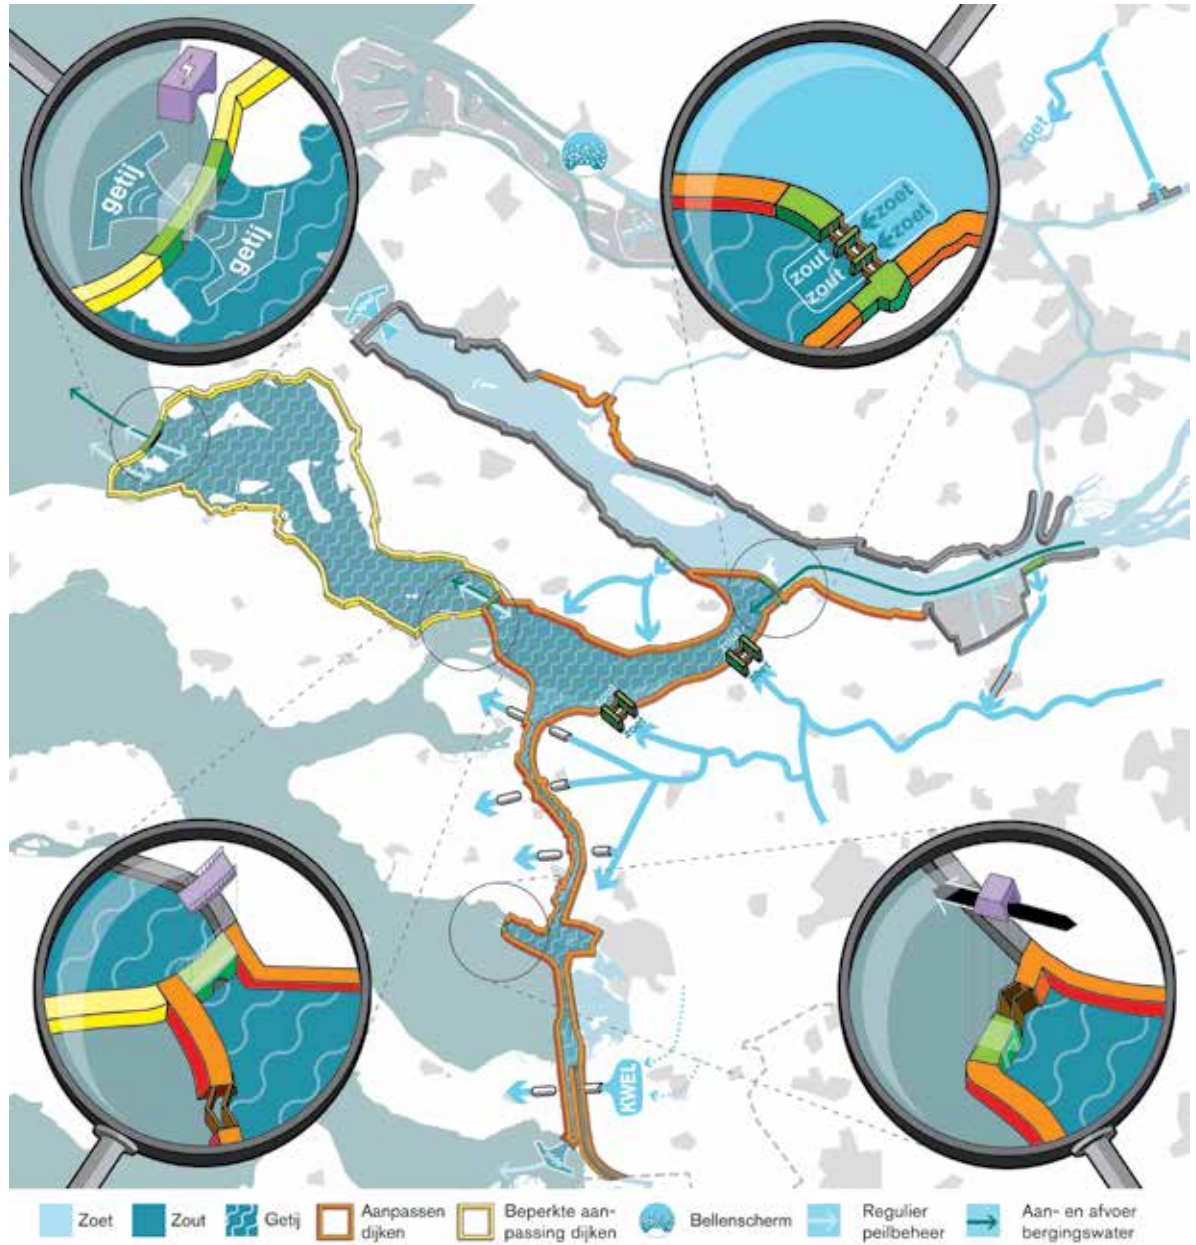 getij
getij
zoet
zoet
zout
zout
zoet
zoet
KWEL
Zoet
Zout
Getij
Aanpassen
dijken
Beperkte aan-
passing dijken
Bellenscherm
Regulier
peilbeheer
Aan- en afvoer
bergingswater